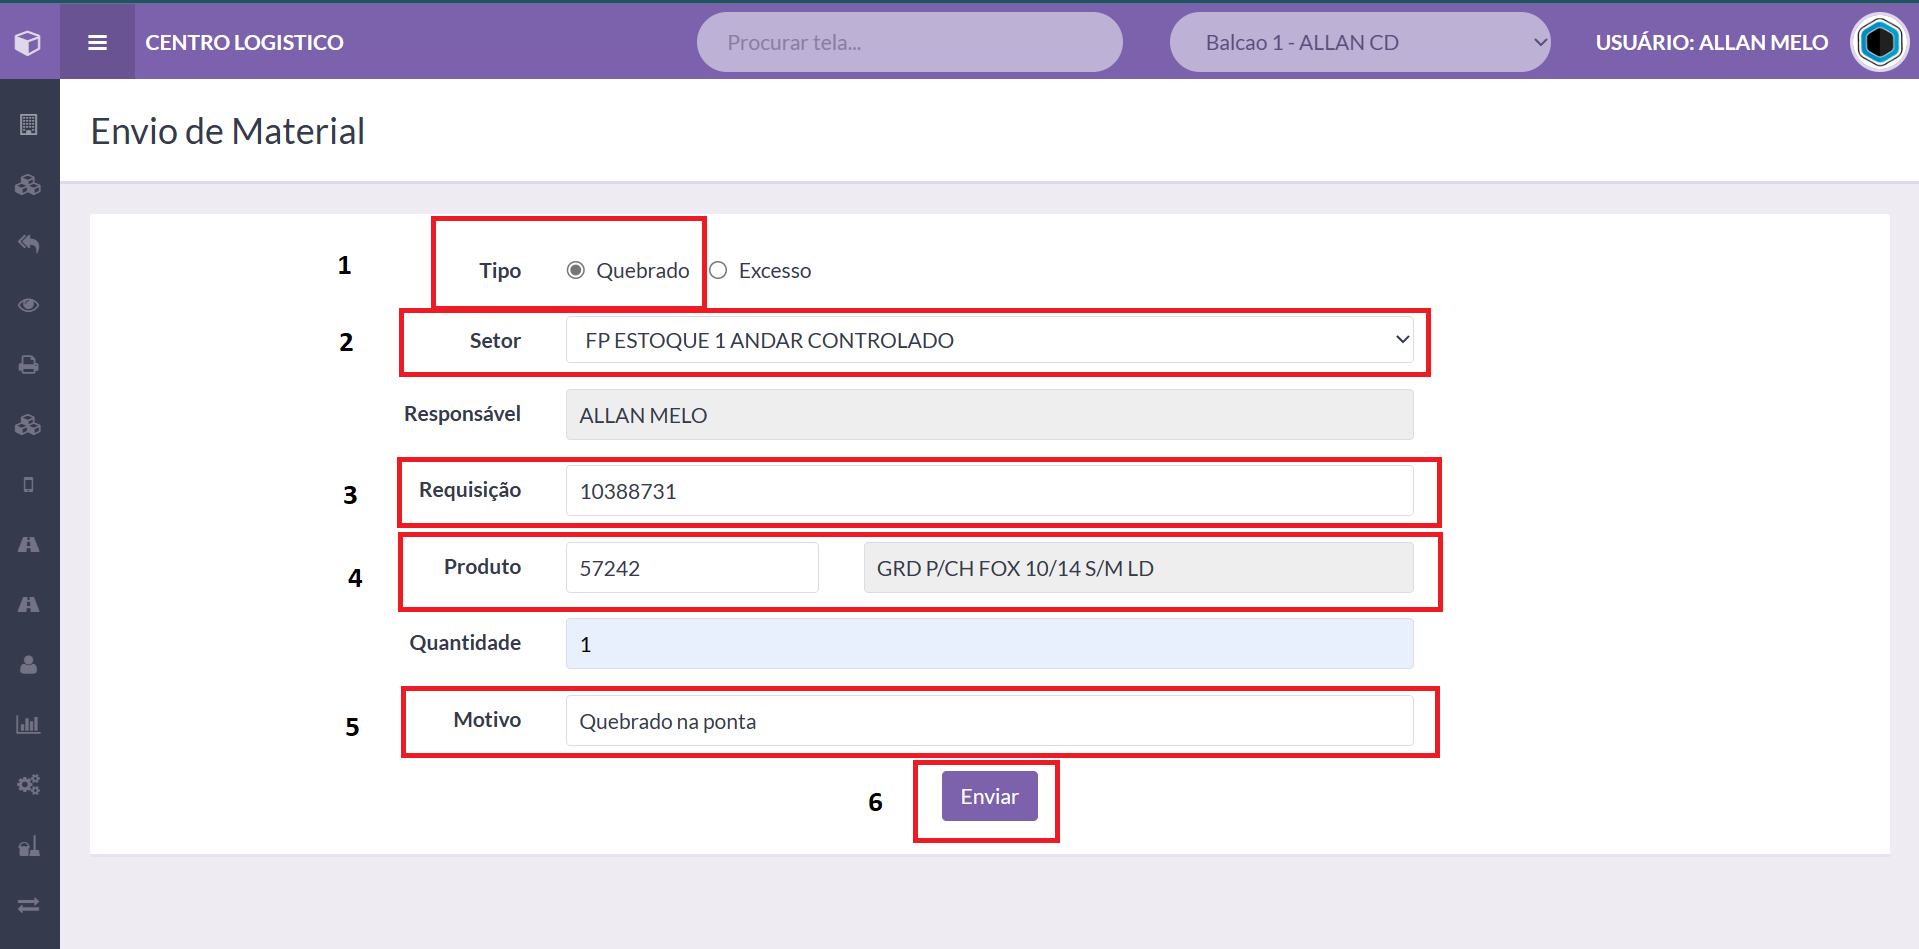 CENTRO LOGISTICO
Procurar tela...
Balcao 1 - ALLAN CD
USUÁRIO: ALLAN MELO
Envio de Material
1 Tipo Quebrado Excesso
2 Setor FP ESTOQUE 1 ANDAR CONTROLADO
Responsável ALLAN MELO
3 Requisição 10388731
4 Produto 57242 GRD P/CH FOX 10/14 S/M LD
Quantidade 1
5 Motivo Quebrado na ponta
6 Enviar